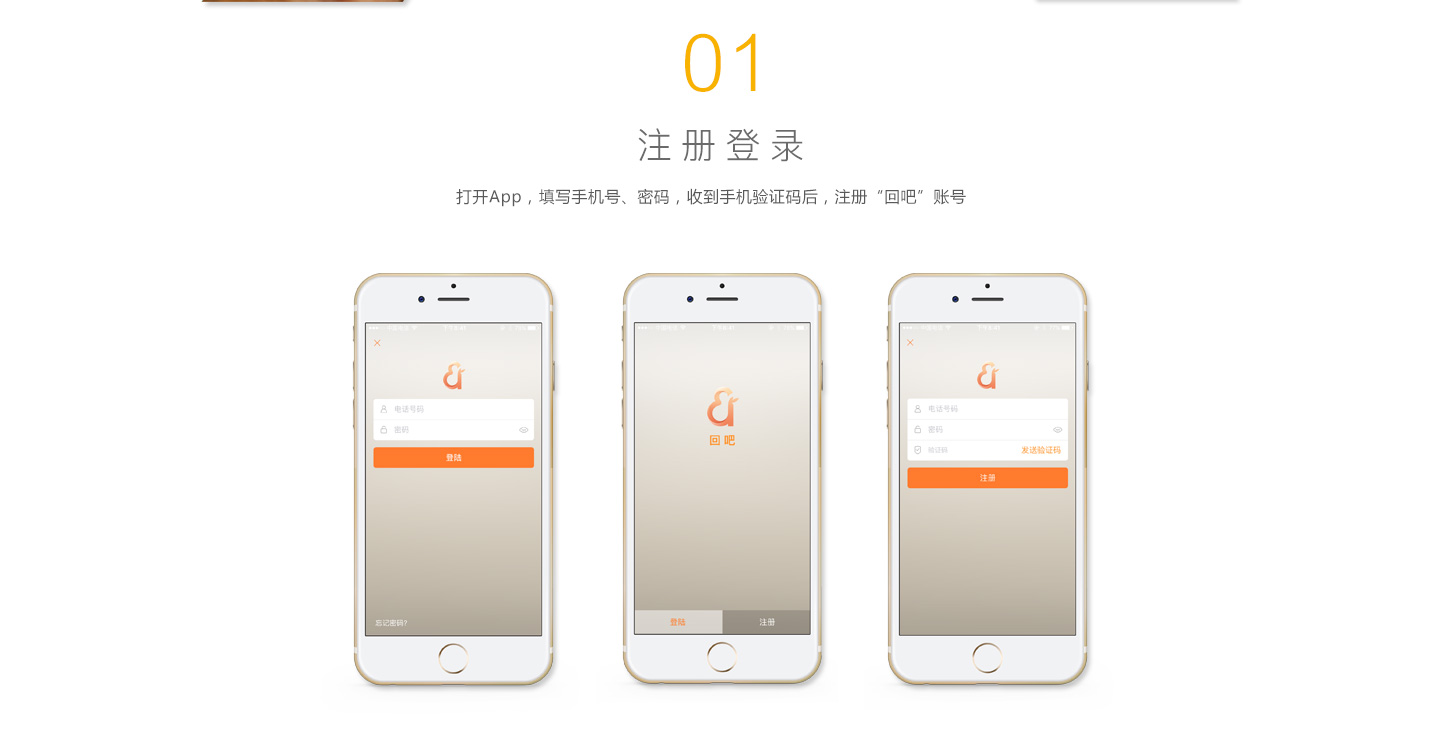 01
注册登录
打开App，填写手机号、密码，收到手机验证码后，注册“回吧”账号
电话号码
密码
登陆
忘记密码?
回吧
登陆
注册
电话号码
密码
验证码
发送验证码
注册